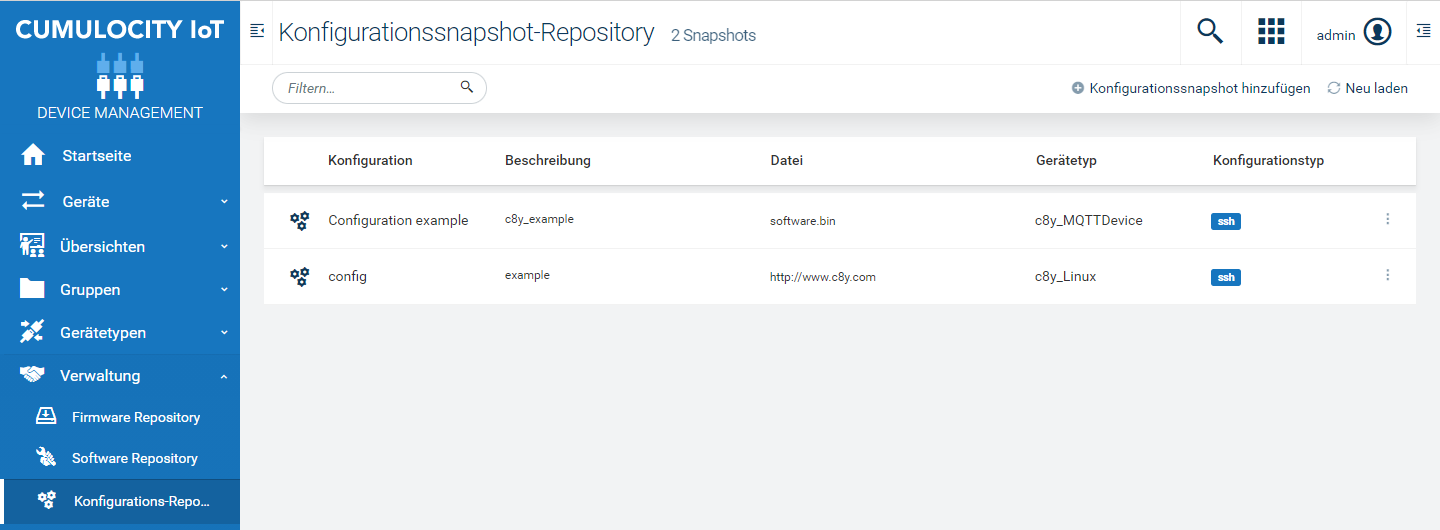 CUMULOCITY IoT
DEVICE MANAGEMENT
Startseite
Geräte
Übersichten
Gruppen
Gerätetypen
Verwaltung
Firmware Repository
Software Repository
Konfigurations-Repo...
Konfigurationssnapshot-Repository 2 Snapshots
admin
Filtern...
Konfigurationssnapshot hinzufügen Neu laden
Konfiguration Beschreibung Datei Gerätetyp Konfigurationstyp
Configuration example c8y_example software.bin c8y_MQTTDevice ssh
config example http://www.c8y.com c8y_Linux ssh